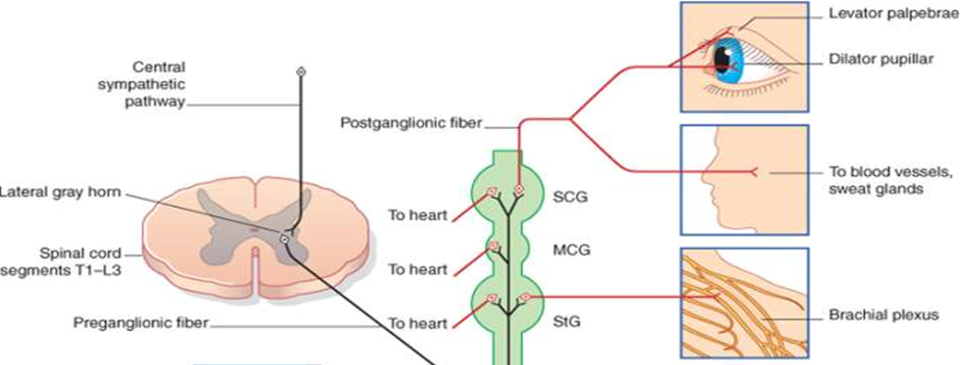 Levator palpebrae
Dilator pupillar
Central
sympathetic
pathway
Postganglionic fiber
Lateral gray horn
To blood vessels,
sweat glands
SCG
To heart
MCG
Spinal cord
segments T1–L3
To heart
Brachial plexus
StG
Preganglionic fiber
To heart